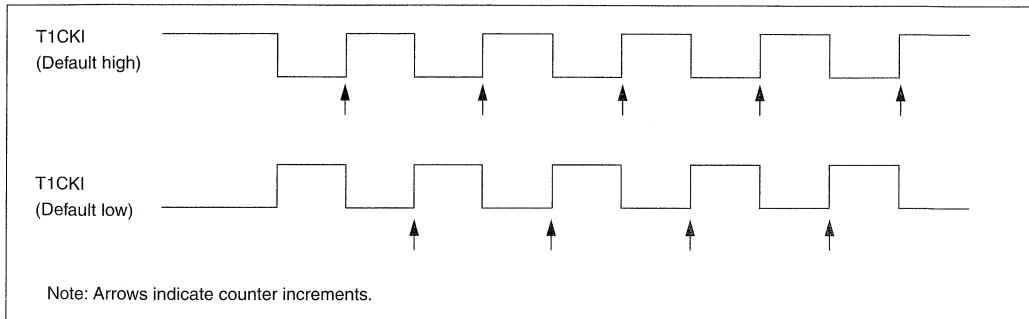 T1CKI
(Default high)
T1CKI
(Default low)
Note: Arrows indicate counter increments.